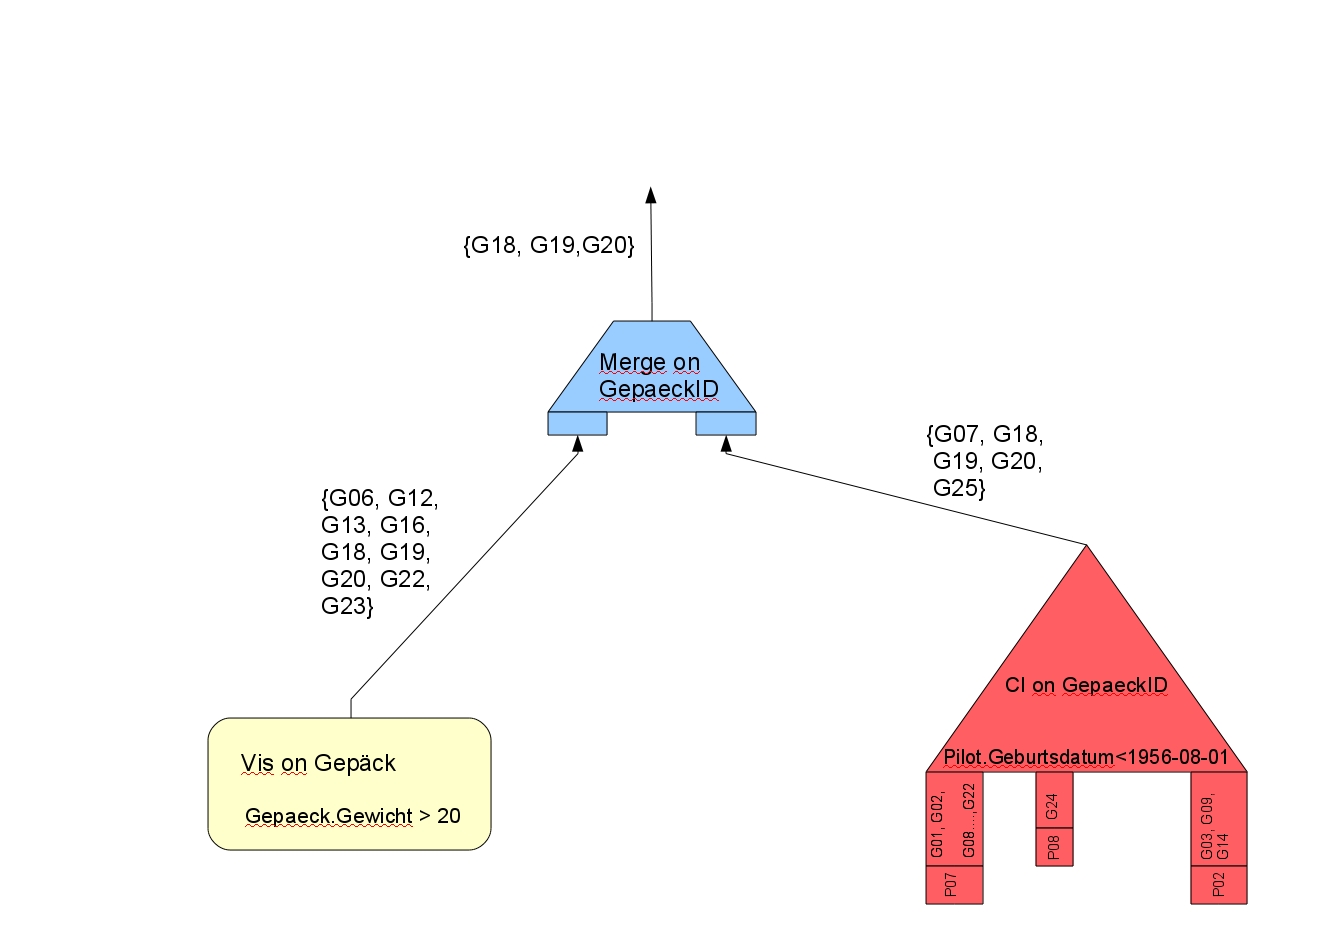 {G18, G19,G20}
Merge on
GepaeckID
{G07, G18,
G19, G20,
G25}
{G06, G12,
G13, G16,
G18, G19,
G20, G22,
G23}
CI on GepaeckID
Pilot.Geburtsdatum<1956-08-01
Vis on Gepäck
Gepaeck.Gewicht > 20
G01, G02,
G08....,G22
P07
G24
P08
G03, G09,
G14
P02